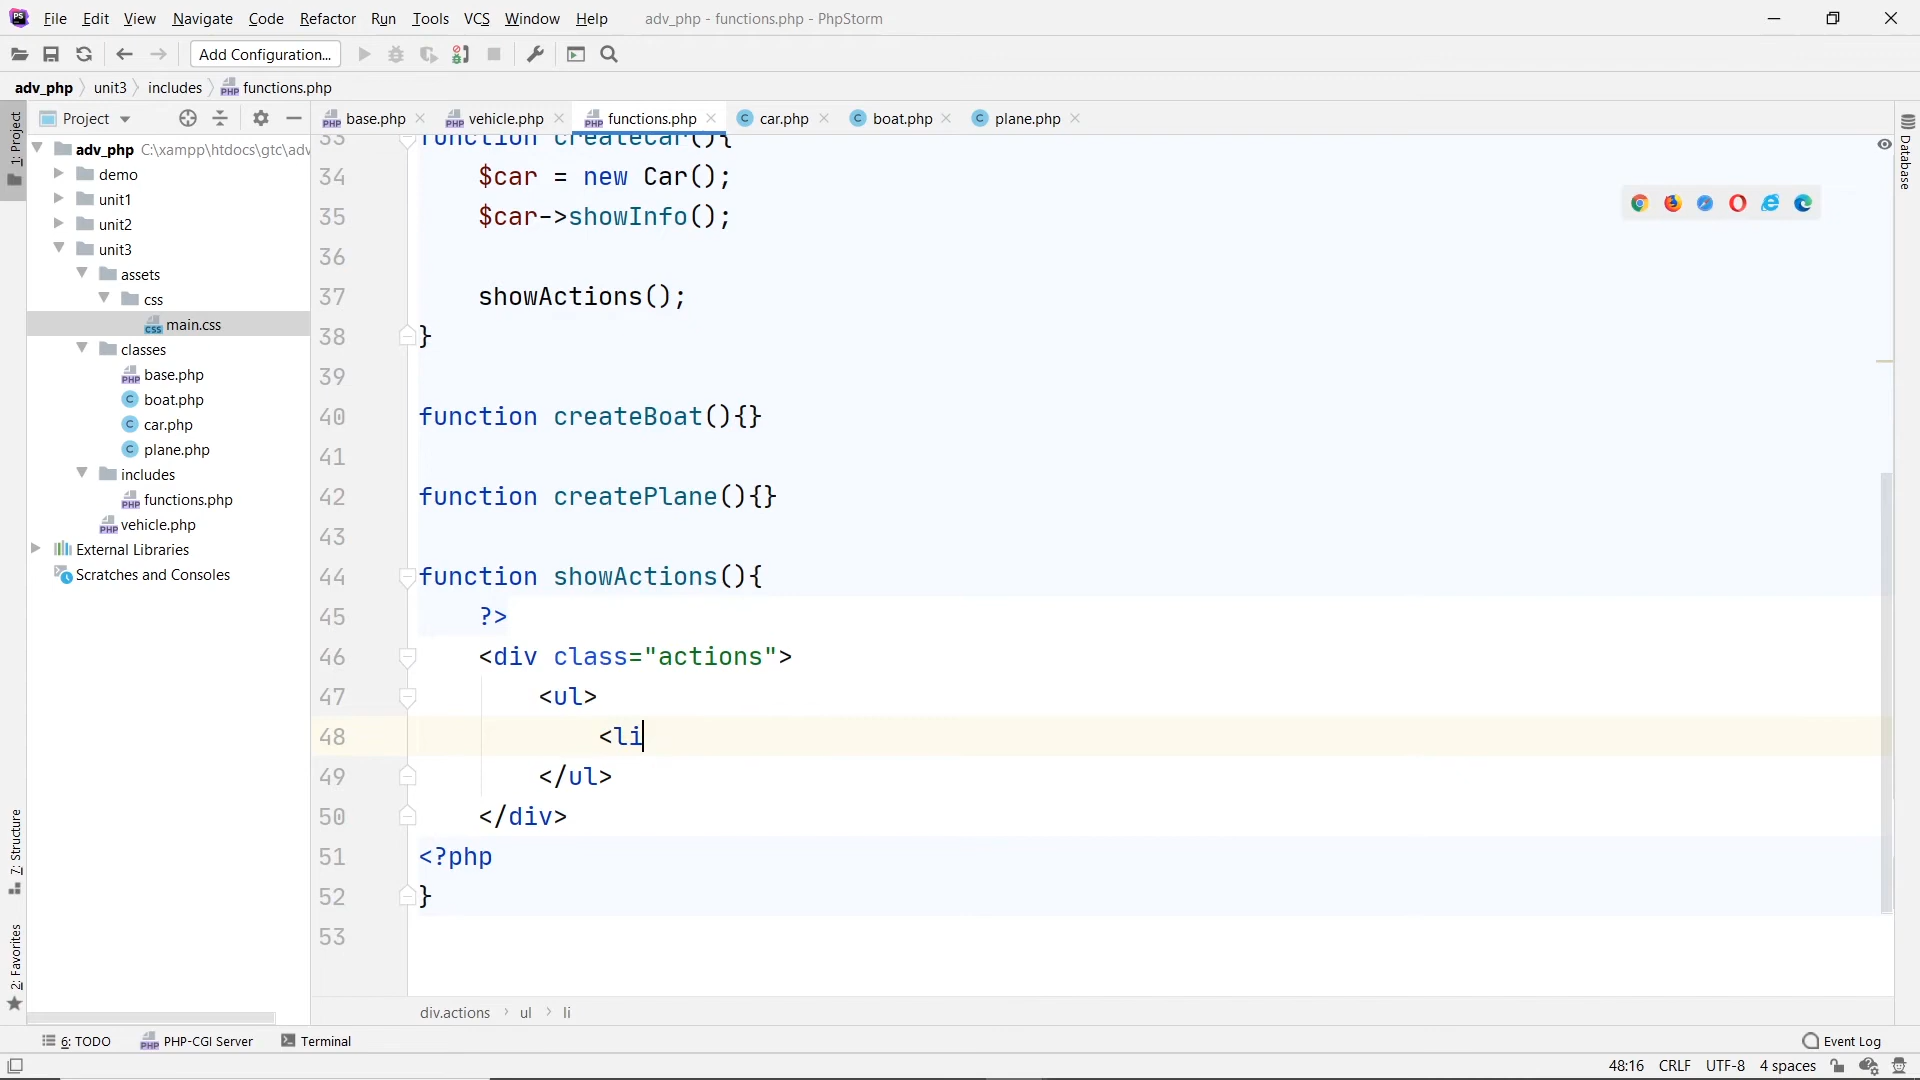 PS File Edit View Navigate Code Refactor Run Tools VCS Window Help adv_php - functions.php - PhpStorm
Add Configuration...
adv_php unit3 includes functions.php
Project
base.php vehicle.php functions.php car.php boat.php plane.php
1: Project
adv_php C:\xampp\htdocs\gtc\adv
demo
unit1
unit2
unit3
assets
css
main.css
classes
base.php
boat.php
car.php
plane.php
includes
functions.php
vehicle.php
External Libraries
Scratches and Consoles
7: Structure
2: Favorites
33 function createCar(){
34 $car = new Car();
35 $car->showInfo();
36
37 showActions();
38 }
39
40 function createBoat(){}
41
42 function createPlane(){}
43
44 function showActions(){
45 ?>
46 <div class="actions">
47 <ul>
48 <li
49 </ul>
50 </div>
51 <?php
52 }
53
Database
div.actions ul li
6: TODO PHP-CGI Server Terminal Event Log
48:16 CRLF UTF-8 4 spaces